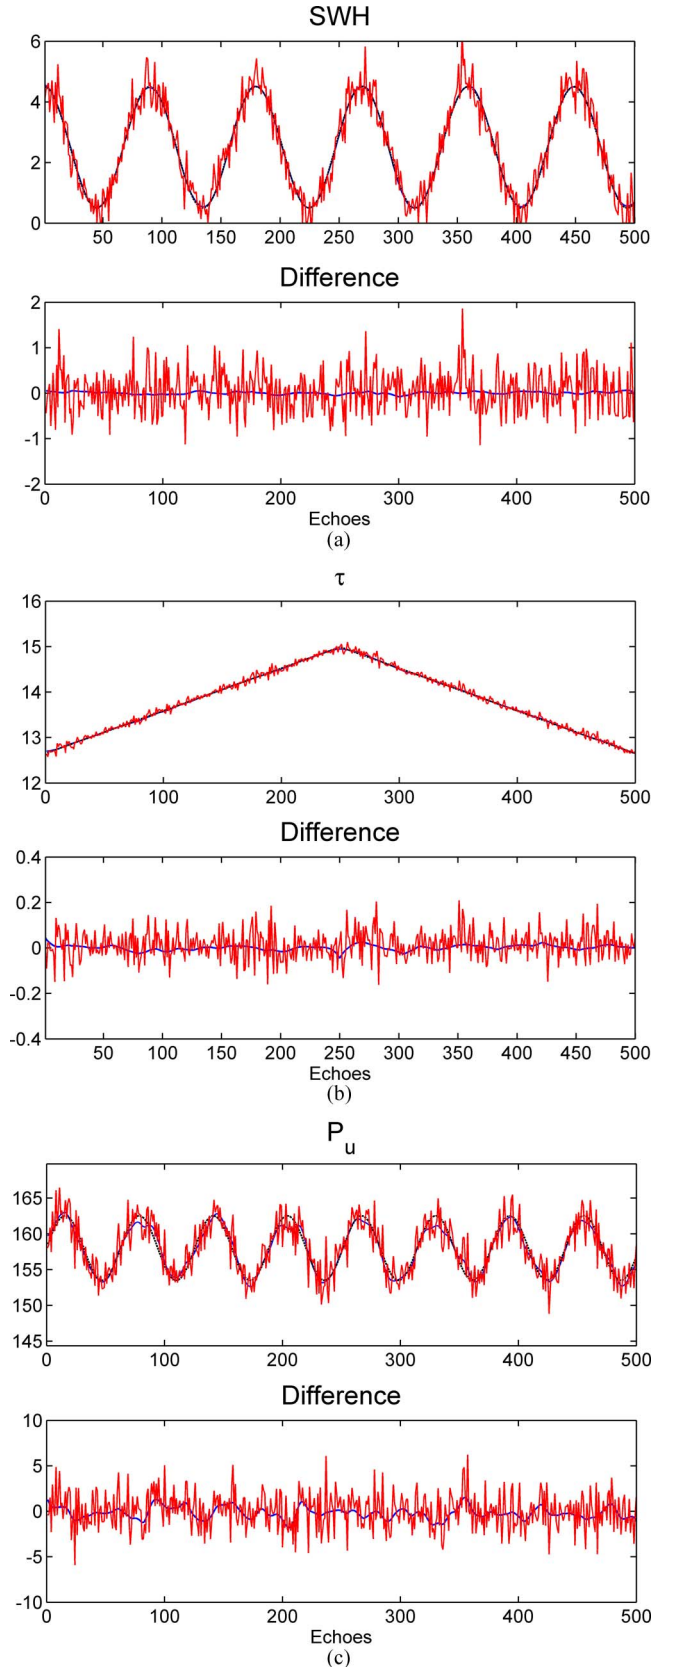 SWH
6
4
2
0
50 100 150 200 250 300 350 400 450 500
Difference
2
1
0
-1
-2
0 100 200 300 400 500
Echoes
(a)
τ
16
15
14
13
12
0 100 200 300 400 500
Difference
0.4
0.2
0
-0.2
-0.4
50 100 150 200 250 300 350 400 450 500
Echoes
(b)
Pu
165
160
155
150
145
0 100 200 300 400 500
Difference
10
5
0
-5
-10
0 100 200 300 400 500
Echoes
(c)